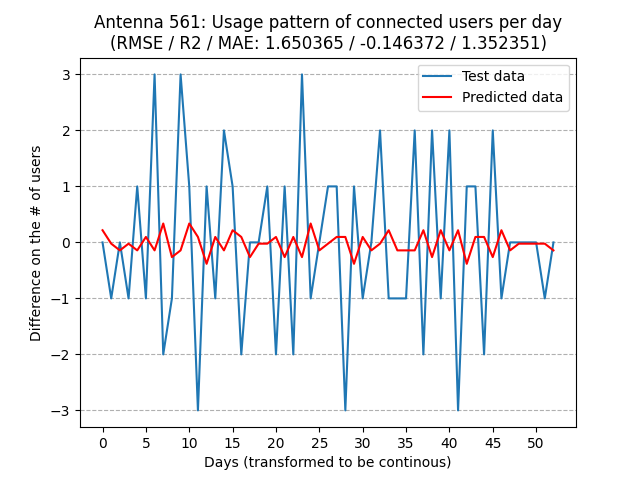 Antenna 561: Usage pattern of connected users per day
(RMSE / R2 / MAE: 1.650365 / -0.146372 / 1.352351)
Test data
Predicted data
Difference on the # of users
3
2
1
0
−1
−2
−3
0 5 10 15 20 25 30 35 40 45 50
Days (transformed to be continous)